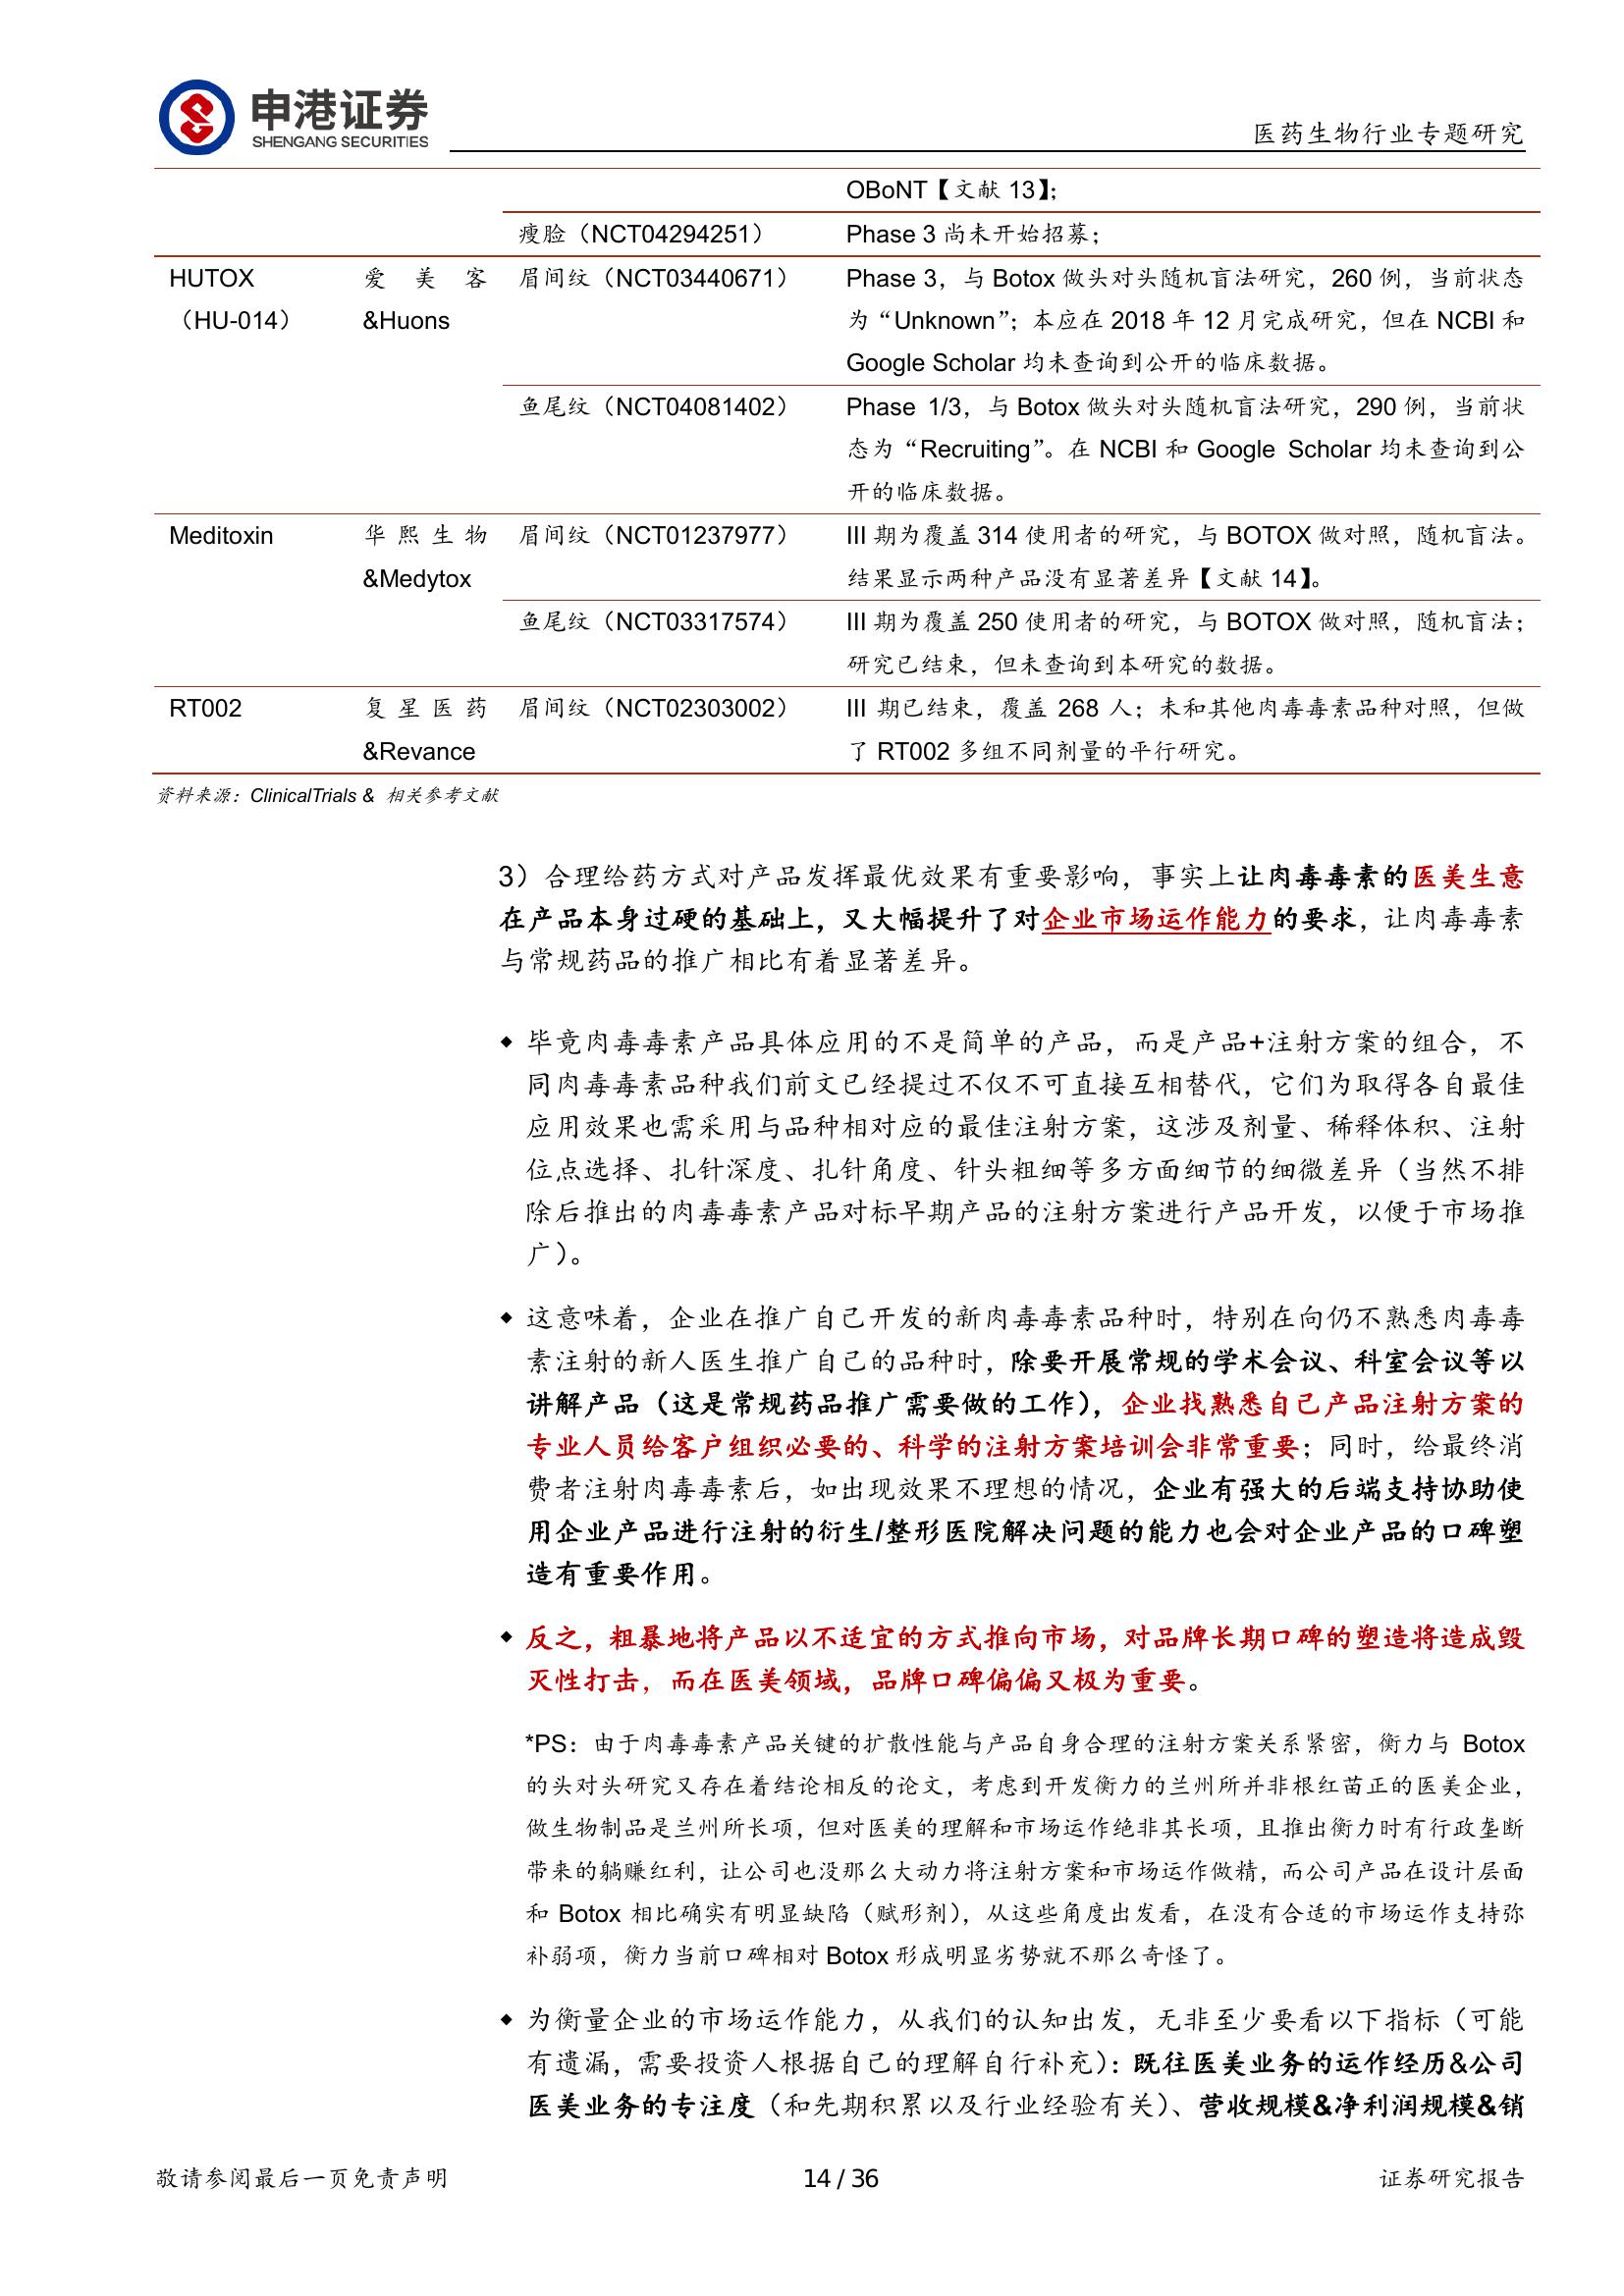 申港证券
SHENGANG SECURITIES
医药生物行业专题研究
OBoNT【文献 13】；
瘦脸（NCT04294251） Phase 3 尚未开始招募；
HUTOX 爱美客 眉间纹（NCT03440671） Phase 3，与 Botox 做头对头随机盲法研究，260 例，当前状态
（HU-014） &Huons 为“Unknown”；本应在 2018 年 12 月完成研究，但在 NCBI 和
Google Scholar 均未查询到公开的临床数据。
鱼尾纹（NCT04081402） Phase 1/3，与 Botox 做头对头随机盲法研究，290 例，当前状
态为“Recruiting”。在 NCBI 和 Google Scholar 均未查询到公
开的临床数据。
Meditoxin 华熙生物 眉间纹（NCT01237977） III 期为覆盖 314 使用者的研究，与 BOTOX 做对照，随机盲法。
&Medytox 结果显示两种产品没有显著差异【文献 14】。
鱼尾纹（NCT03317574） III 期为覆盖 250 使用者的研究，与 BOTOX 做对照，随机盲法；
研究已结束，但未查询到本研究的数据。
RT002 复星医药 眉间纹（NCT02303002） III 期已结束，覆盖 268 人；未和其他肉毒毒素品种对照，但做
&Revance 了 RT002 多组不同剂量的平行研究。
资料来源：ClinicalTrials & 相关参考文献
3）合理给药方式对产品发挥最优效果有重要影响，事实上让肉毒毒素的医美生意
在产品本身过硬的基础上，又大幅提升了对企业市场运作能力的要求，让肉毒毒素
与常规药品的推广相比有着显著差异。
◆ 毕竟肉毒毒素产品具体应用的不是简单的产品，而是产品+注射方案的组合，不
同肉毒毒素品种我们前文已经提过不仅不可直接互相替代，它们为取得各自最佳
应用效果也需采用与品种相对应的最佳注射方案，这涉及剂量、稀释体积、注射
位点选择、扎针深度、扎针角度、针头粗细等多方面细节的细微差异（当然不排
除后推出的肉毒毒素产品对标早期产品的注射方案进行产品开发，以便于市场推
广）。
◆ 这意味着，企业在推广自己开发的新肉毒毒素品种时，特别在向仍不熟悉肉毒毒
素注射的新人医生推广自己的品种时，除要开展常规的学术会议、科室会议等以
讲解产品（这是常规药品推广需要做的工作），企业找熟悉自己产品注射方案的
专业人员给客户组织必要的、科学的注射方案培训会非常重要；同时，给最终消
费者注射肉毒毒素后，如出现效果不理想的情况，企业有强大的后端支持协助使
用企业产品进行注射的衍生/整形医院解决问题的能力也会对企业产品的口碑塑
造有重要作用。
◆ 反之，粗暴地将产品以不适宜的方式推向市场，对品牌长期口碑的塑造将造成毁
灭性打击，而在医美领域，品牌口碑偏偏又极为重要。
*PS：由于肉毒毒素产品关键的扩散性能与产品自身合理的注射方案关系紧密，衡力与 Botox
的头对头研究又存在着结论相反的论文，考虑到开发衡力的兰州所并非根红苗正的医美企业，
做生物制品是兰州所长项，但对医美的理解和市场运作绝非其长项，且推出衡力时有行政垄断
带来的躺赚红利，让公司也没那么大动力将注射方案和市场运作做精，而公司产品在设计层面
和 Botox 相比确实有明显缺陷（赋形剂），从这些角度出发看，在没有合适的市场运作支持弥
补弱项，衡力当前口碑相对 Botox 形成明显劣势就不那么奇怪了。
◆ 为衡量企业的市场运作能力，从我们的认知出发，无非至少要看以下指标（可能
有遗漏，需要投资人根据自己的理解自行补充）：既往医美业务的运作经历&公司
医美业务的专注度（和先期积累以及行业经验有关）、营收规模&净利润规模&销
敬请参阅最后一页免责声明 14 / 36 证券研究报告